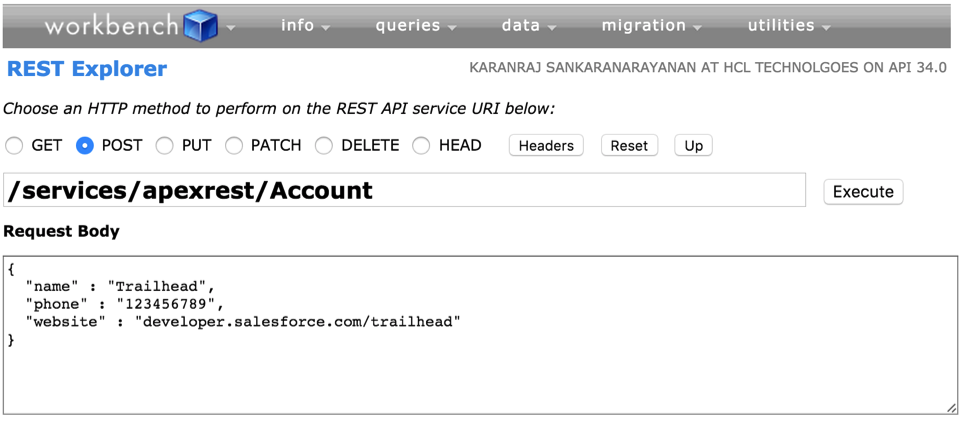 workbench info queries data migration utilities
REST Explorer KARANRAJ SANKARANARAYANAN AT HCL TECHNOLGOES ON API 34.0
Choose an HTTP method to perform on the REST API service URI below:
GET POST PUT PATCH DELETE HEAD Headers Reset Up
/services/apexrest/Account Execute
Request Body
{
"name" : "Trailhead",
"phone" : "123456789",
"website" : "developer.salesforce.com/trailhead"
}